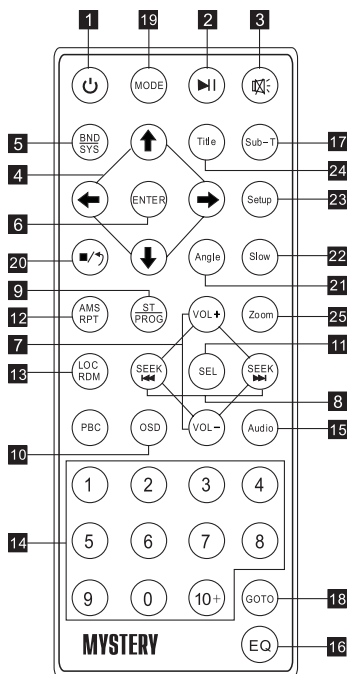 1 19 2 3
MODE
5 BND SYS Title Sub-T 17
4 24
6 ENTER Setup 23
20 Angle Slow 22
9 21
12 AMS RPT ST PROG VOL+ Zoom 25
7 11
13 LOC RDM SEEK SEL SEEK
8
PBC OSD VOL- Audio 15
10
1 2 3 4
14 5 6 7 8
9 0 10+ GOTO 18
MYSTERY EQ 16